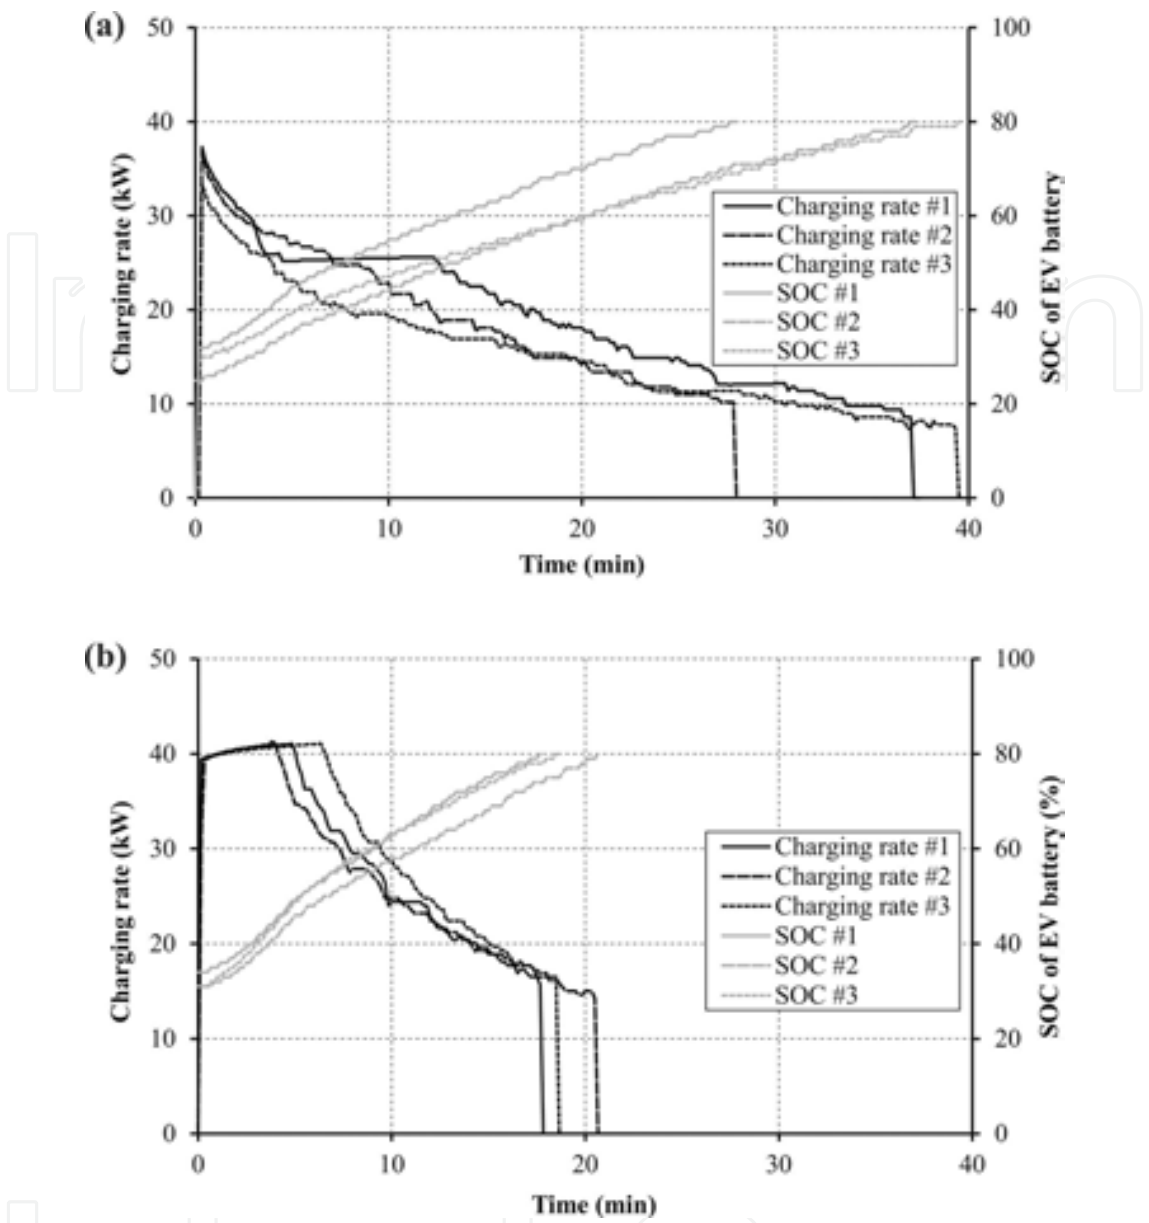 (a)
50
40
30
20
10
0
Charging rate (kW)
100
80
60
40
20
0
SOC of EV battery
Charging rate #1
Charging rate #2
Charging rate #3
SOC #1
SOC #2
SOC #3
0 10 20 30 40
Time (min)
(b)
50
40
30
20
10
0
Charging rate (kW)
100
80
60
40
20
0
SOC of EV battery (%)
Charging rate #1
Charging rate #2
Charging rate #3
SOC #1
SOC #2
SOC #3
0 10 20 30 40
Time (min)